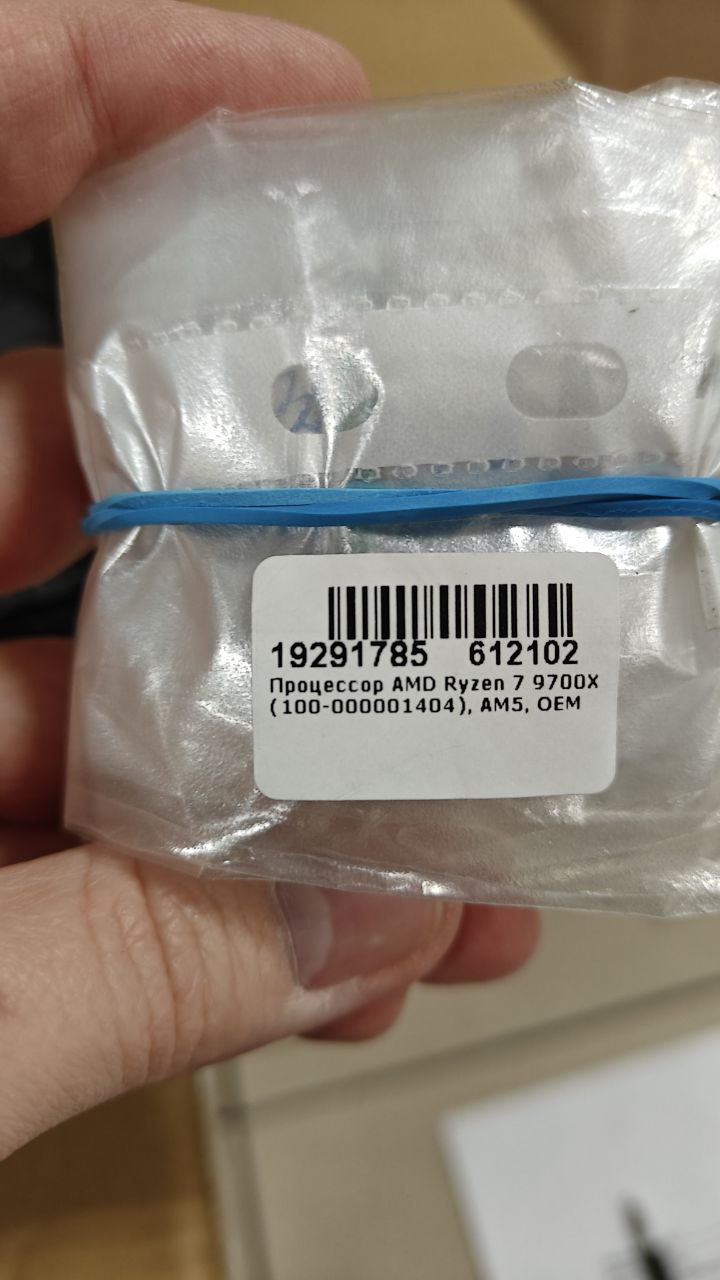 19291785 612102
Процессор AMD Ryzen 7 9700X
(100-000001404), AM5, OEM